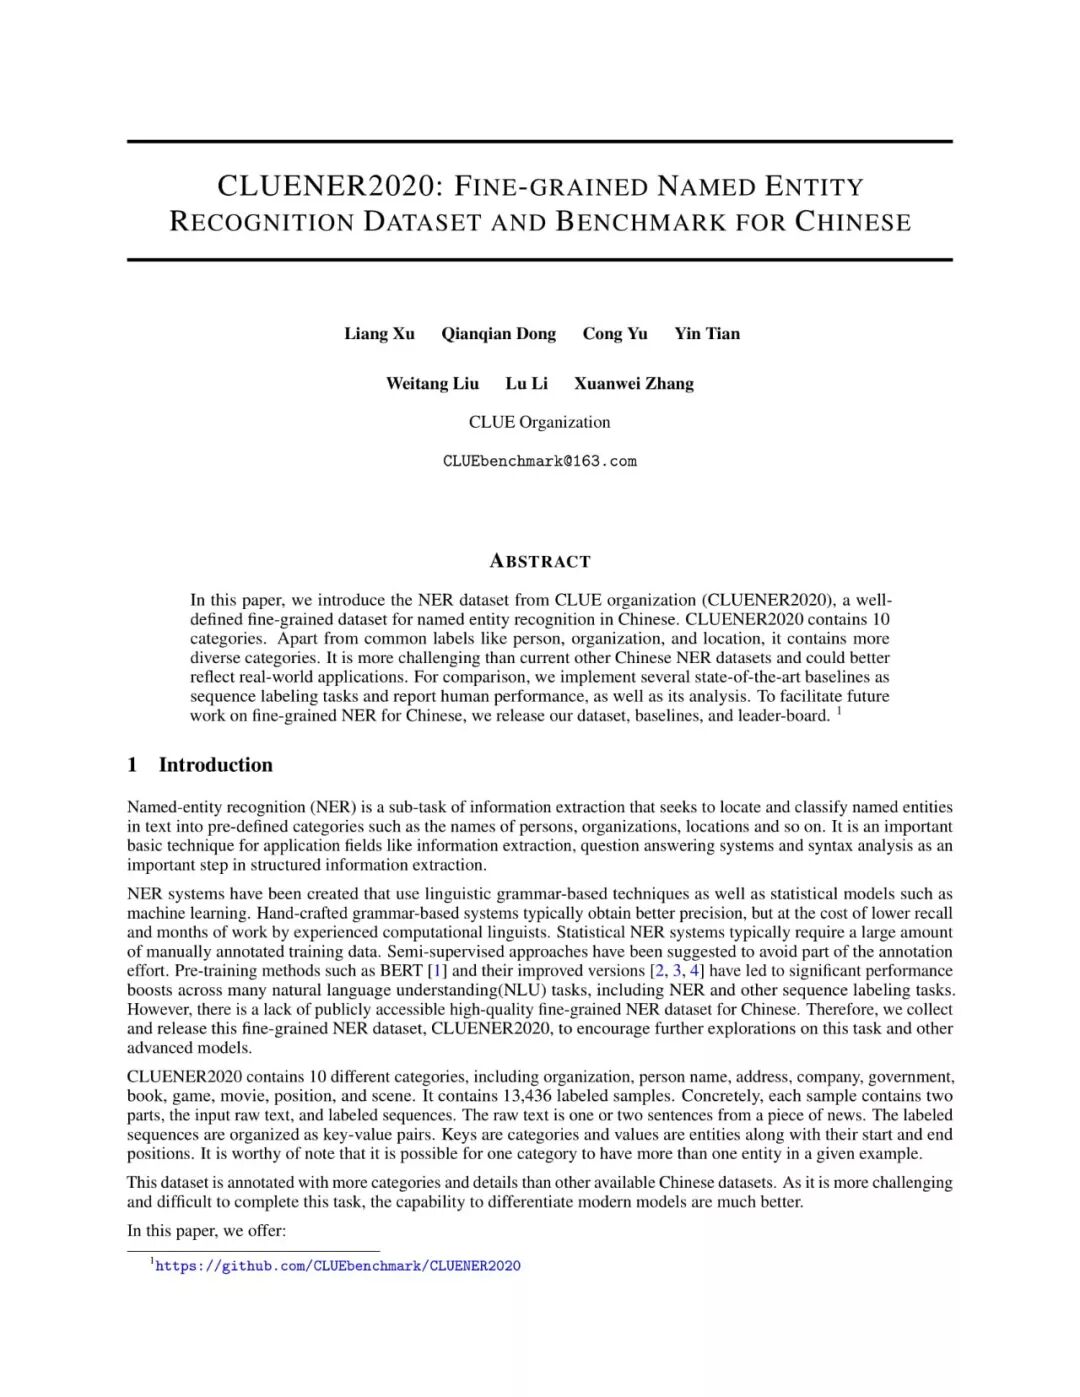 CLUENER2020: FINE-GRAINED NAMED ENTITY
RECOGNITION DATASET AND BENCHMARK FOR CHINESE
Liang Xu Qianqian Dong Cong Yu Yin Tian
Weitang Liu Lu Li Xuanwei Zhang
CLUE Organization
CLUEbenchmark@163.com
ABSTRACT
In this paper, we introduce the NER dataset from CLUE organization (CLUENER2020), a well-
defined fine-grained dataset for named entity recognition in Chinese. CLUENER2020 contains 10
categories. Apart from common labels like person, organization, and location, it contains more
diverse categories. It is more challenging than current other Chinese NER datasets and could better
reflect real-world applications. For comparison, we implement several state-of-the-art baselines as
sequence labeling tasks and report human performance, as well as its analysis. To facilitate future
work on fine-grained NER for Chinese, we release our dataset, baselines, and leader-board. 1
1 Introduction
Named-entity recognition (NER) is a sub-task of information extraction that seeks to locate and classify named entities
in text into pre-defined categories such as the names of persons, organizations, locations and so on. It is an important
basic technique for application fields like information extraction, question answering systems and syntax analysis as an
important step in structured information extraction.
NER systems have been created that use linguistic grammar-based techniques as well as statistical models such as
machine learning. Hand-crafted grammar-based systems typically obtain better precision, but at the cost of lower recall
and months of work by experienced computational linguists. Statistical NER systems typically require a large amount
of manually annotated training data. Semi-supervised approaches have been suggested to avoid part of the annotation
effort. Pre-training methods such as BERT [1] and their improved versions [2, 3, 4] have led to significant performance
boosts across many natural language understanding(NLU) tasks, including NER and other sequence labeling tasks.
However, there is a lack of publicly accessible high-quality fine-grained NER dataset for Chinese. Therefore, we collect
and release this fine-grained NER dataset, CLUENER2020, to encourage further explorations on this task and other
advanced models.
CLUENER2020 contains 10 different categories, including organization, person name, address, company, government,
book, game, movie, position, and scene. It contains 13,436 labeled samples. Concretely, each sample contains two
parts, the input raw text, and labeled sequences. The raw text is one or two sentences from a piece of news. The labeled
sequences are organized as key-value pairs. Keys are categories and values are entities along with their start and end
positions. It is worthy of note that it is possible for one category to have more than one entity in a given example.
This dataset is annotated with more categories and details than other available Chinese datasets. As it is more challenging
and difficult to complete this task, the capability to differentiate modern models are much better.
In this paper, we offer:
1https://github.com/CLUEbenchmark/CLUENER2020